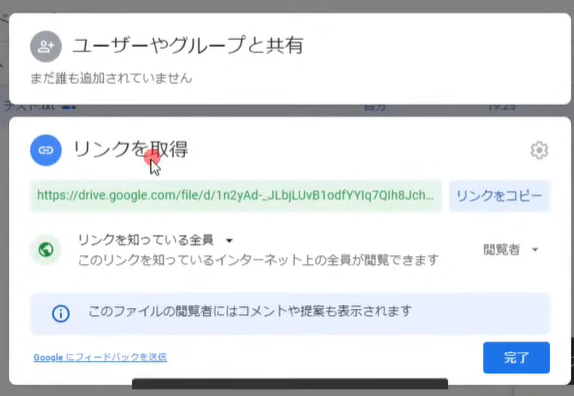 ユーザーやグループと共有
まだ誰も追加されていません
テスト.txt 自分 19:25
リンクを取得
https://drive.google.com/file/d/1n2yAd-_JLbjLUvB1odfYYIq7QIh8Jch... リンクをコピー
リンクを知っている全員
このリンクを知っているインターネット上の全員が閲覧できます 閲覧者
このファイルの閲覧者にはコメントや提案も表示されます
Google にフィードバックを送信 完了